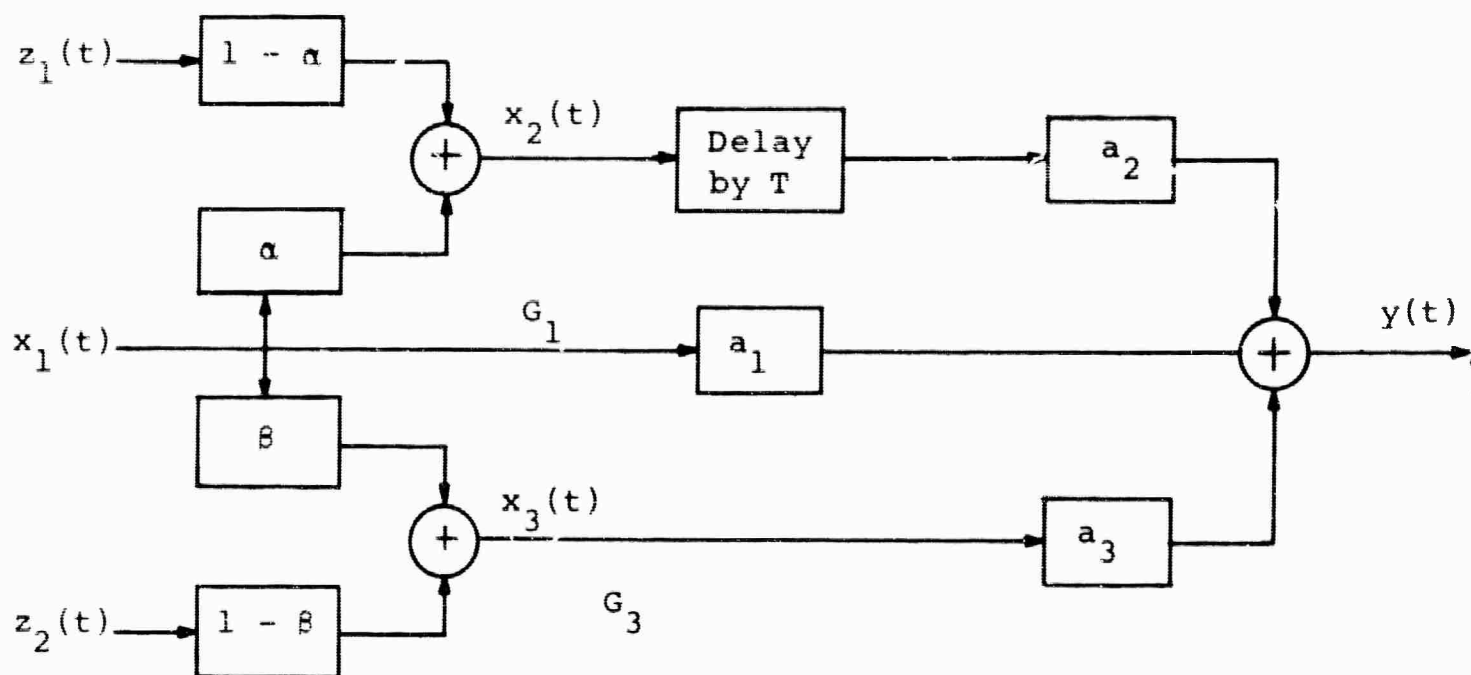 z₁(t)
1 - α
+
x₂(t)
Delay
by T
a₂
α
x₁(t)
G₁
a₁
+
y(t)
β
+
x₃(t)
a₃
z₂(t)
1 - β
G₃